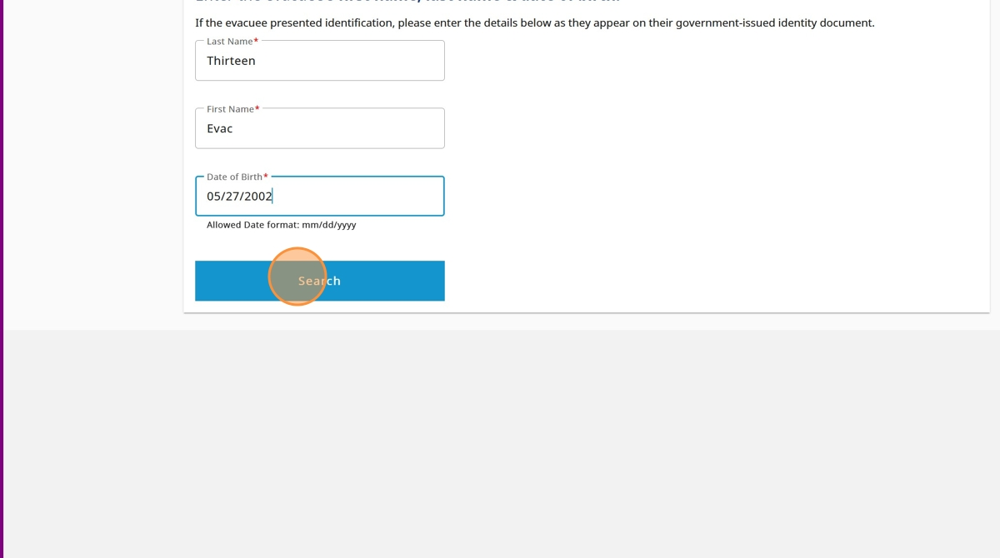 If the evacuee presented identification, please enter the details below as they appear on their government-issued identity document.
Last Name*
Thirteen
First Name*
Evac
Date of Birth*
05/27/2002
Allowed Date format: mm/dd/yyyy
Search